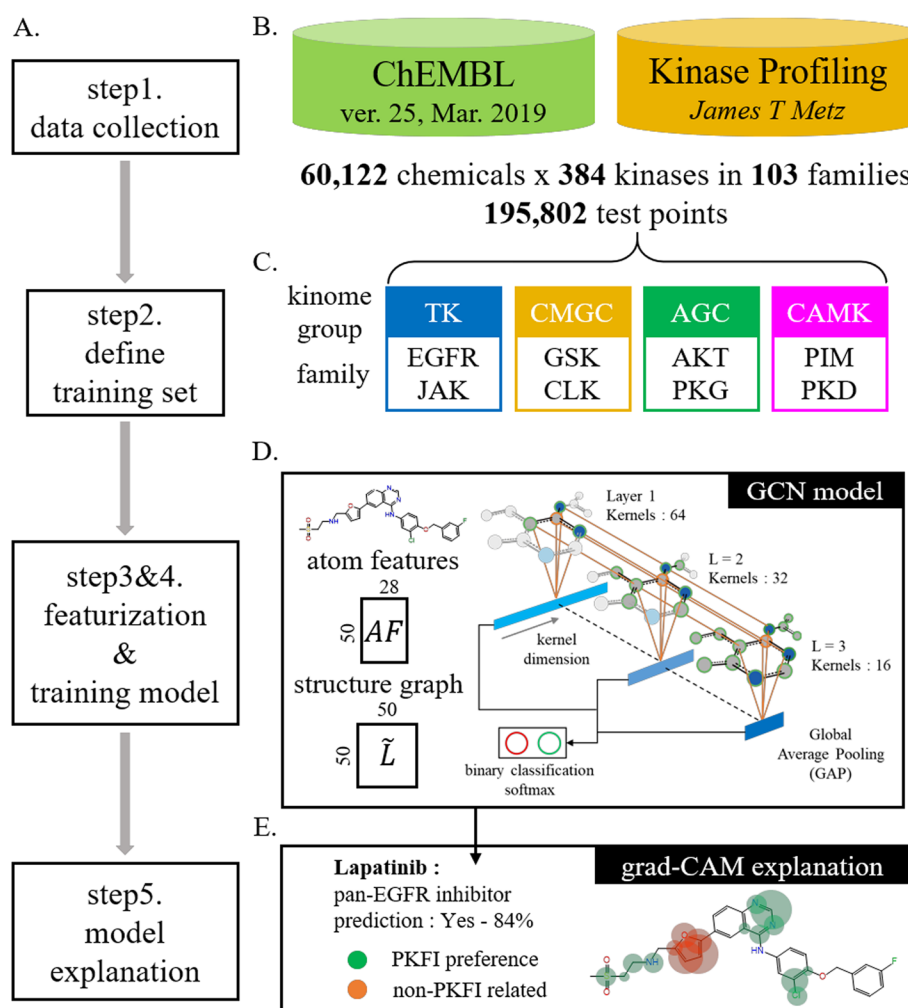 A.
step1.
data collection
step2.
define
training set
step3&4.
featurization
&
training model
step5.
model
explanation
B.
ChEMBL
ver. 25, Mar. 2019
Kinase Profiling
James T Metz
60,122 chemicals x 384 kinases in 103 families
195,802 test points
C.
kinome
group
family
TK
EGFR
JAK
CMGC
GSK
CLK
AGC
AKT
PKG
CAMK
PIM
PKD
D.
GCN model
N
N
O
S
O
HN
O
HN
Cl
O
F
atom features
28
50
AF
structure graph
50
50
L̃
Layer 1
Kernels : 64
L = 2
Kernels : 32
L = 3
Kernels : 16
kernel
dimension
binary classification
softmax
Global
Average Pooling
(GAP)
E.
grad-CAM explanation
Lapatinib :
pan-EGFR inhibitor
prediction : Yes - 84%
PKFI preference
non-PKFI related
N
N
O
S
O
NH
O
HN
Cl
O
F